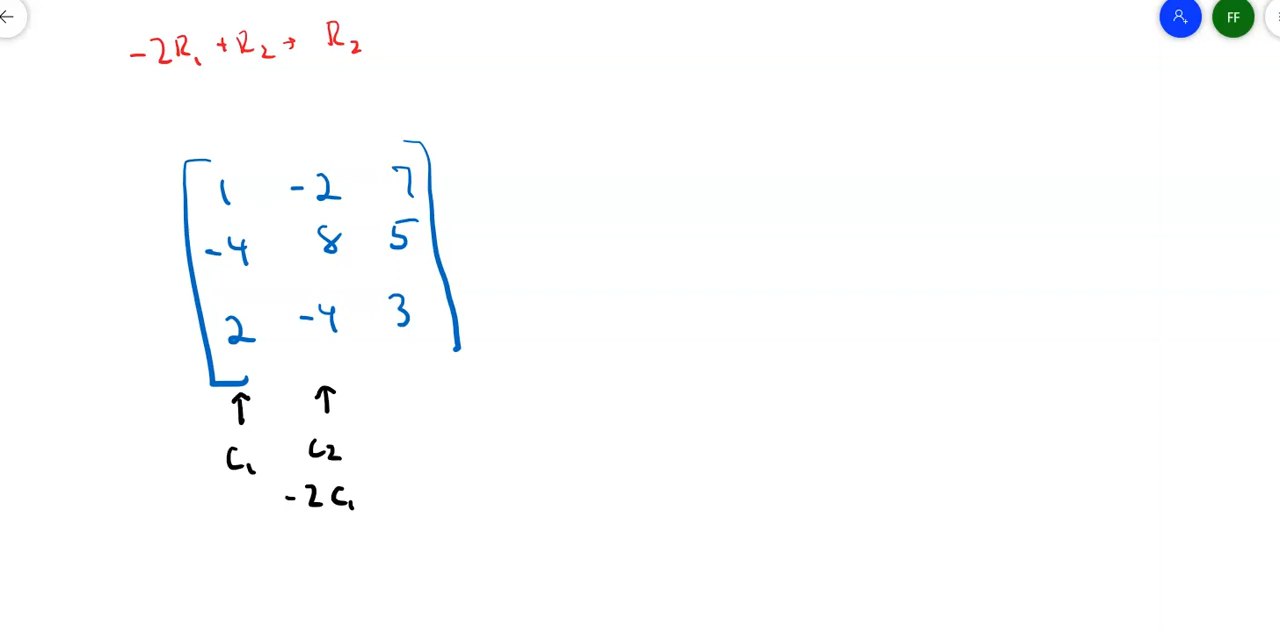 FF
-2R₁ + R₂ → R₂
1 -2 7
-4 8 5
2 -4 3
↑ ↑
C₁ C₂
-2C₁